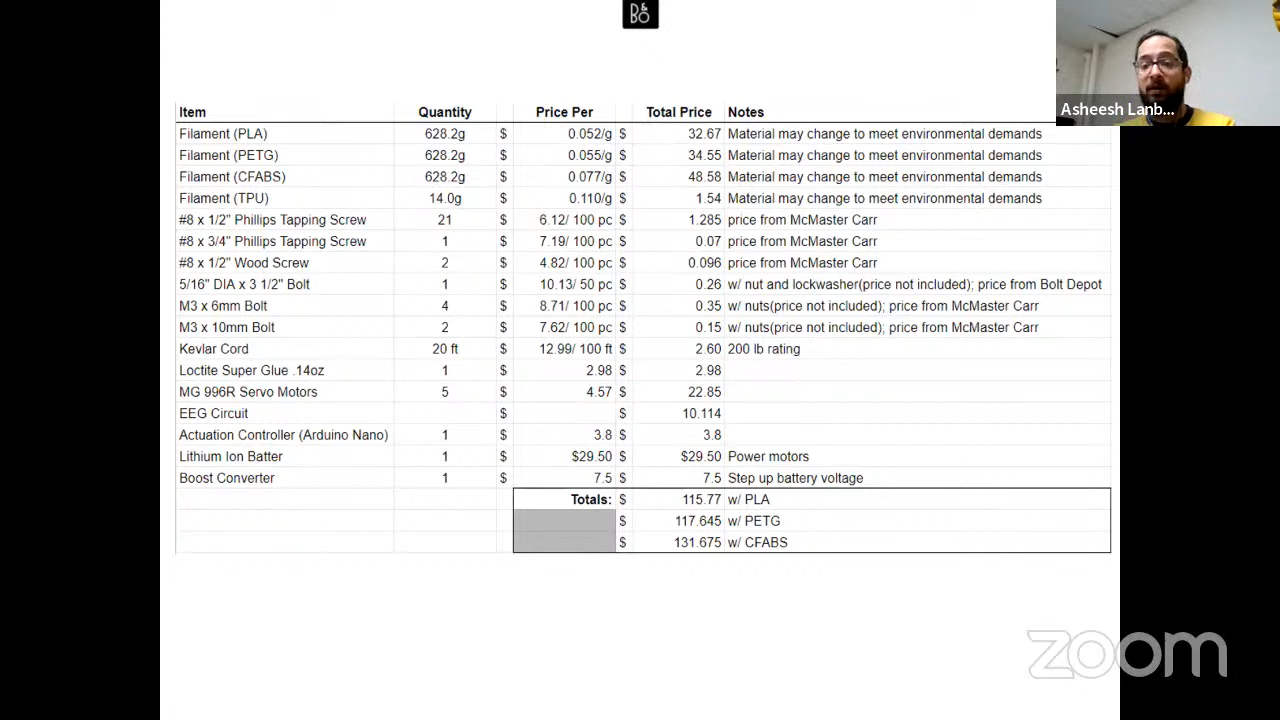 B&O
Asheesh Lanb...
Item Quantity Price Per Total Price Notes
Filament (PLA) 628.2g $ 0.052/g $ 32.67 Material may change to meet environmental demands
Filament (PETG) 628.2g $ 0.055/g $ 34.55 Material may change to meet environmental demands
Filament (CFABS) 628.2g $ 0.077/g $ 48.58 Material may change to meet environmental demands
Filament (TPU) 14.0g $ 0.110/g $ 1.54 Material may change to meet environmental demands
#8 x 1/2" Phillips Tapping Screw 21 $ 6.12/ 100 pc $ 1.285 price from McMaster Carr
#8 x 3/4" Phillips Tapping Screw 1 $ 7.19/ 100 pc $ 0.07 price from McMaster Carr
#8 x 1/2" Wood Screw 2 $ 4.82/ 100 pc $ 0.096 price from McMaster Carr
5/16" DIA x 3 1/2" Bolt 1 $ 10.13/ 50 pc $ 0.26 w/ nut and lockwasher(price not included); price from Bolt Depot
M3 x 6mm Bolt 4 $ 8.71/ 100 pc $ 0.35 w/ nuts(price not included); price from McMaster Carr
M3 x 10mm Bolt 2 $ 7.62/ 100 pc $ 0.15 w/ nuts(price not included); price from McMaster Carr
Kevlar Cord 20 ft $ 12.99/ 100 ft $ 2.60 200 lb rating
Loctite Super Glue .14oz 1 $ 2.98 $ 2.98
MG 996R Servo Motors 5 $ 4.57 $ 22.85
EEG Circuit $ $ 10.114
Actuation Controller (Arduino Nano) 1 $ 3.8 $ 3.8
Lithium Ion Batter 1 $ $29.50 $ $29.50 Power motors
Boost Converter 1 $ 7.5 $ 7.5 Step up battery voltage
Totals: $ 115.77 w/ PLA
$ 117.645 w/ PETG
$ 131.675 w/ CFABS
zoom